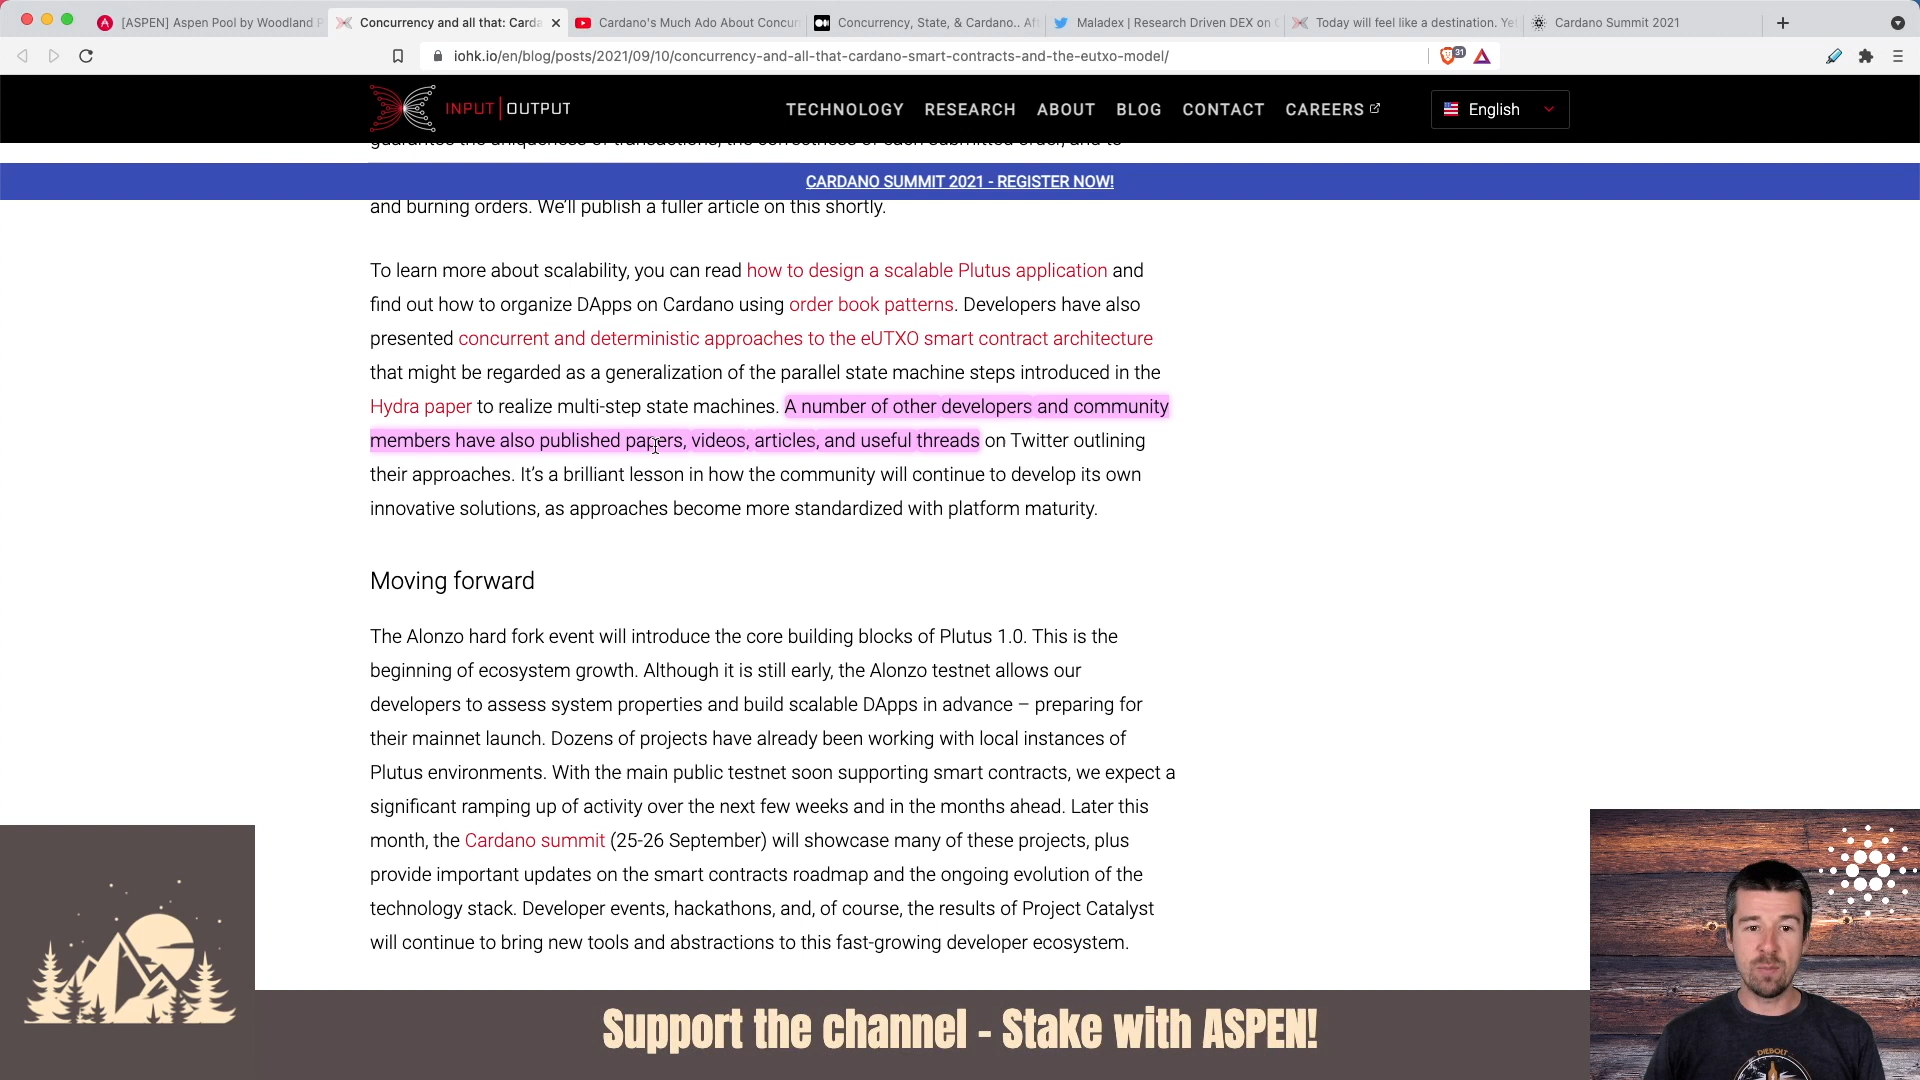 [ASPEN] Aspen Pool by Woodland P
Concurrency and all that: Carda
Cardano's Much Ado About Concur
Concurrency, State, & Cardano.. Af
Maladex | Research Driven DEX on C
Today will feel like a destination. Yet
Cardano Summit 2021
iohk.io/en/blog/posts/2021/09/10/concurrency-and-all-that-cardano-smart-contracts-and-the-eutxo-model/
31
INPUT | OUTPUT
TECHNOLOGY RESEARCH ABOUT BLOG CONTACT CAREERS
English
guarantee the uniqueness of transactions, the correctness of each submitted order, and to
CARDANO SUMMIT 2021 - REGISTER NOW!
and burning orders. We'll publish a fuller article on this shortly.
To learn more about scalability, you can read how to design a scalable Plutus application and
find out how to organize DApps on Cardano using order book patterns. Developers have also
presented concurrent and deterministic approaches to the eUTXO smart contract architecture
that might be regarded as a generalization of the parallel state machine steps introduced in the
Hydra paper to realize multi-step state machines. A number of other developers and community
members have also published papers, videos, articles, and useful threads on Twitter outlining
their approaches. It's a brilliant lesson in how the community will continue to develop its own
innovative solutions, as approaches become more standardized with platform maturity.
Moving forward
The Alonzo hard fork event will introduce the core building blocks of Plutus 1.0. This is the
beginning of ecosystem growth. Although it is still early, the Alonzo testnet allows our
developers to assess system properties and build scalable DApps in advance – preparing for
their mainnet launch. Dozens of projects have already been working with local instances of
Plutus environments. With the main public testnet soon supporting smart contracts, we expect a
significant ramping up of activity over the next few weeks and in the months ahead. Later this
month, the Cardano summit (25-26 September) will showcase many of these projects, plus
provide important updates on the smart contracts roadmap and the ongoing evolution of the
technology stack. Developer events, hackathons, and, of course, the results of Project Catalyst
will continue to bring new tools and abstractions to this fast-growing developer ecosystem.
Support the channel - Stake with ASPEN!
DIEBOLT